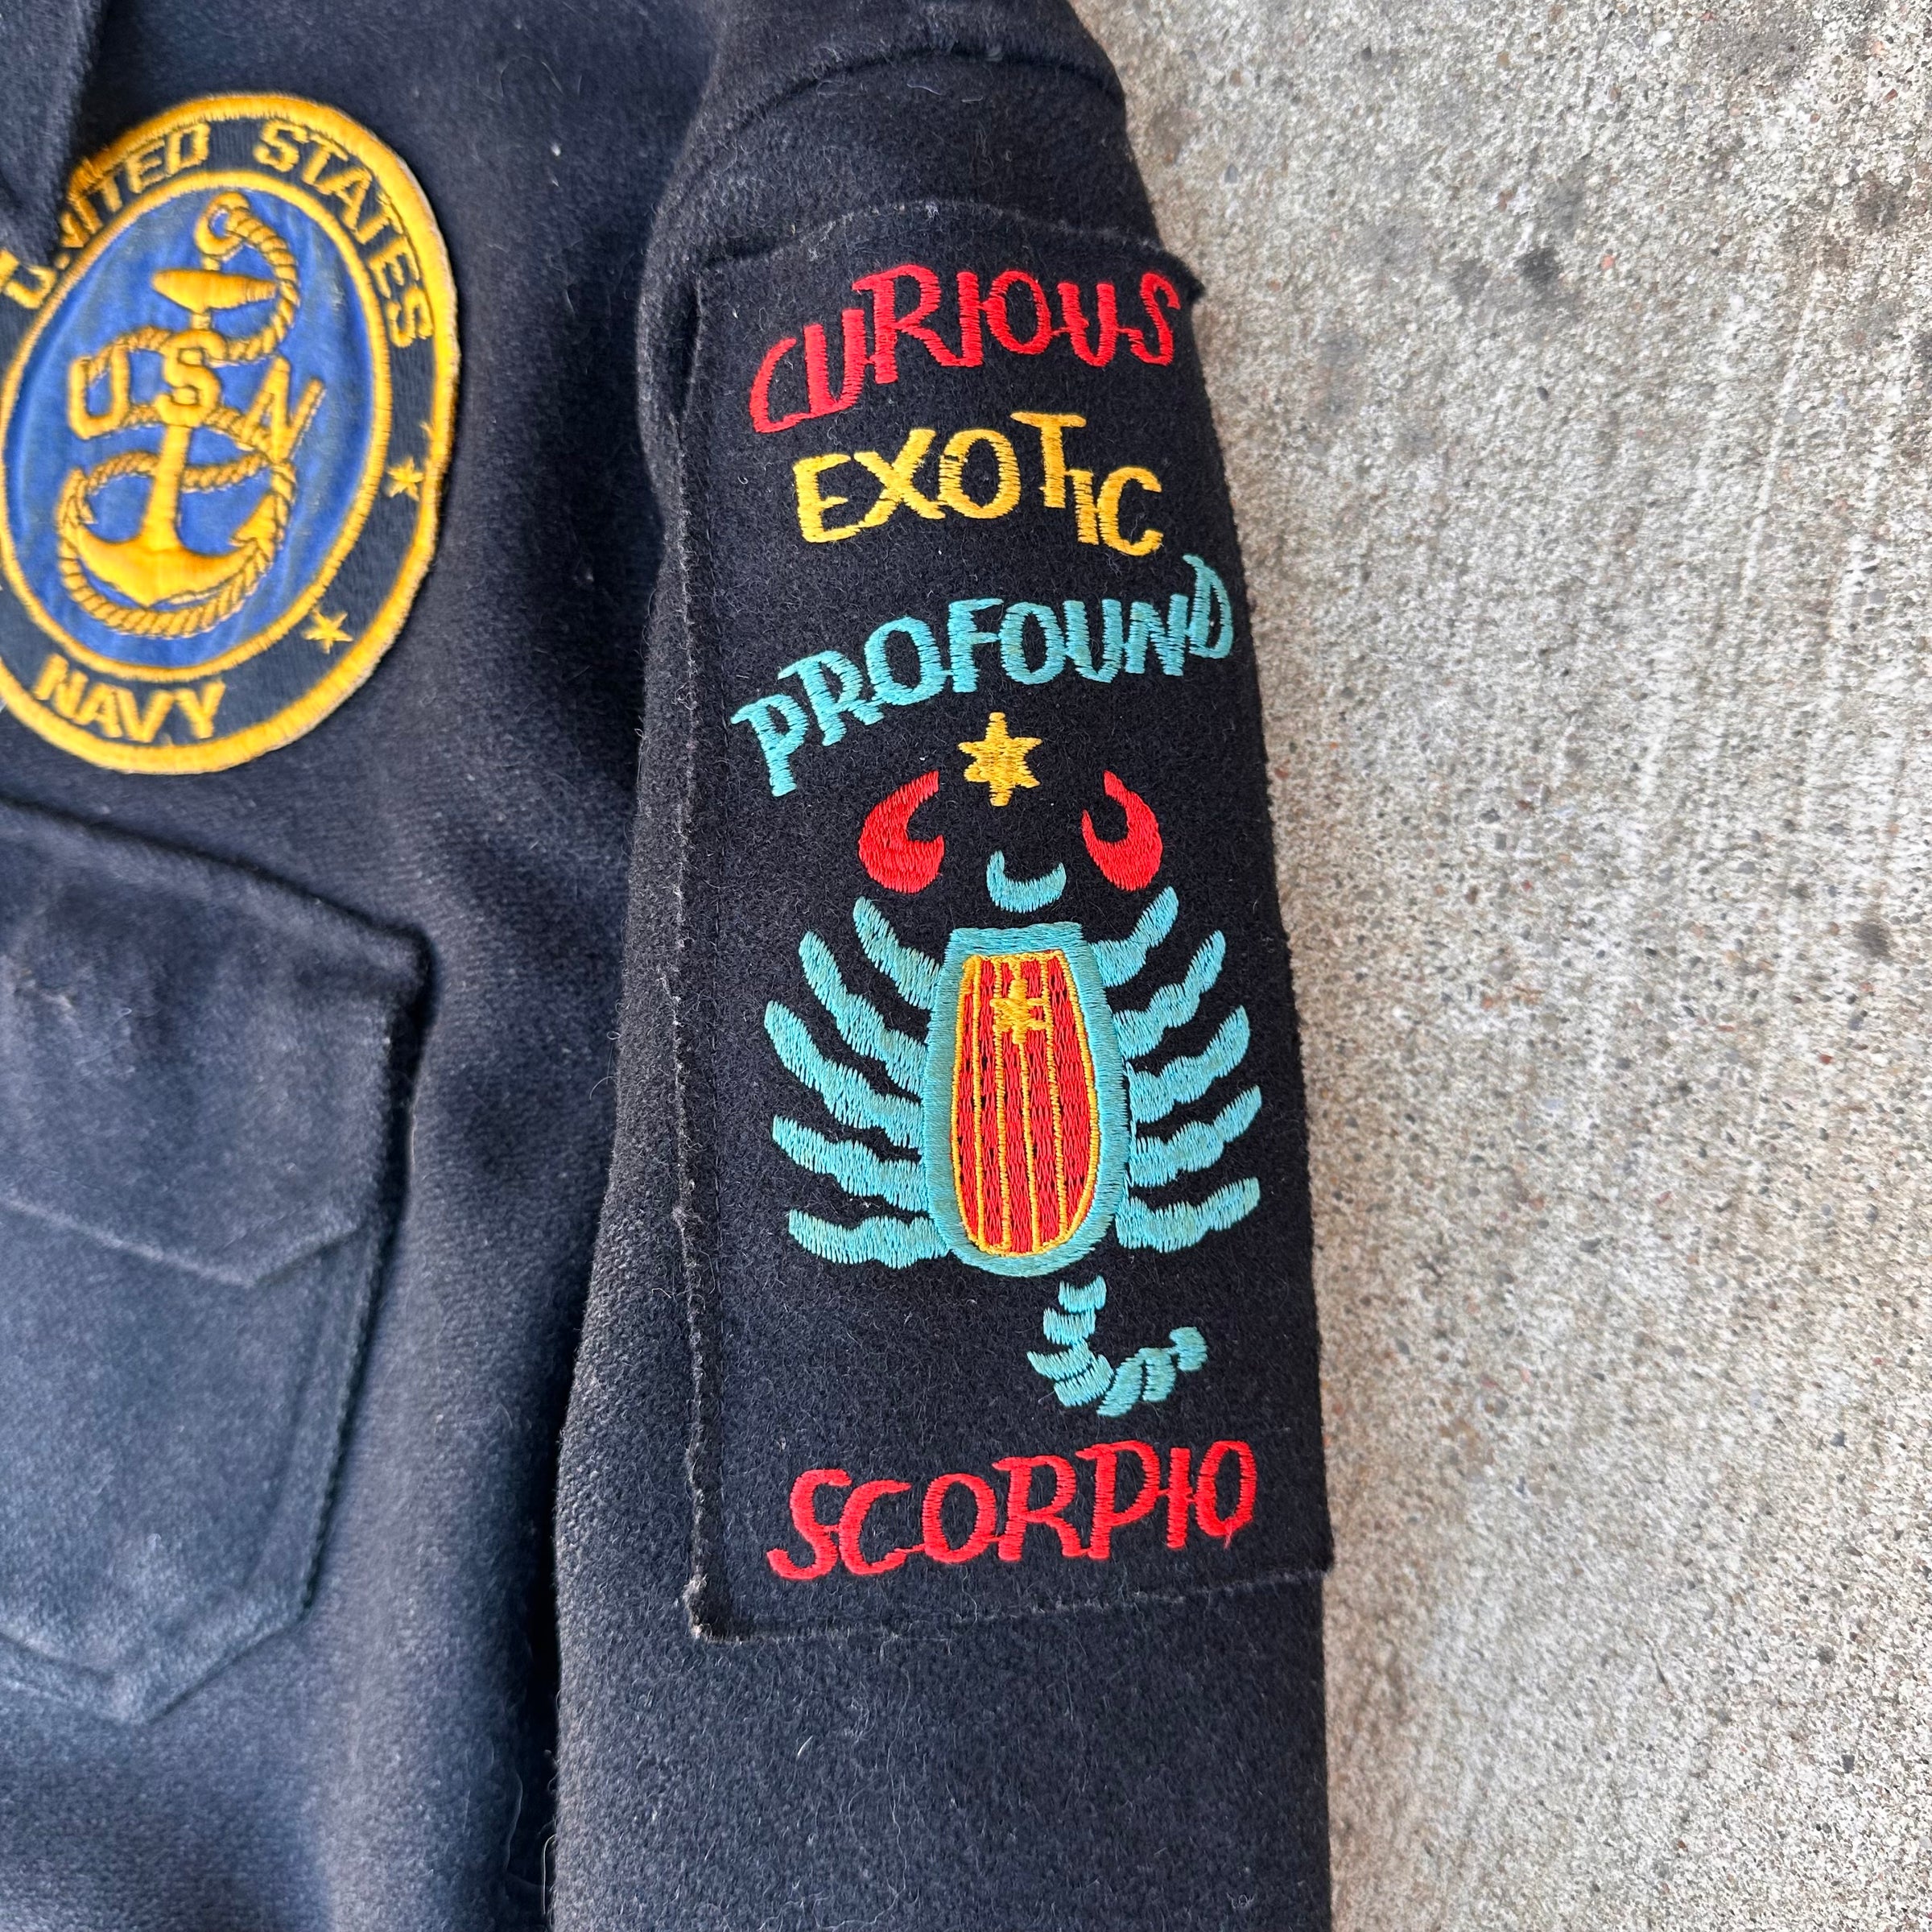 UNITED STATES
USN
NAVY
CURIOUS
EXOTIC
PROFOUND
SCORPIO